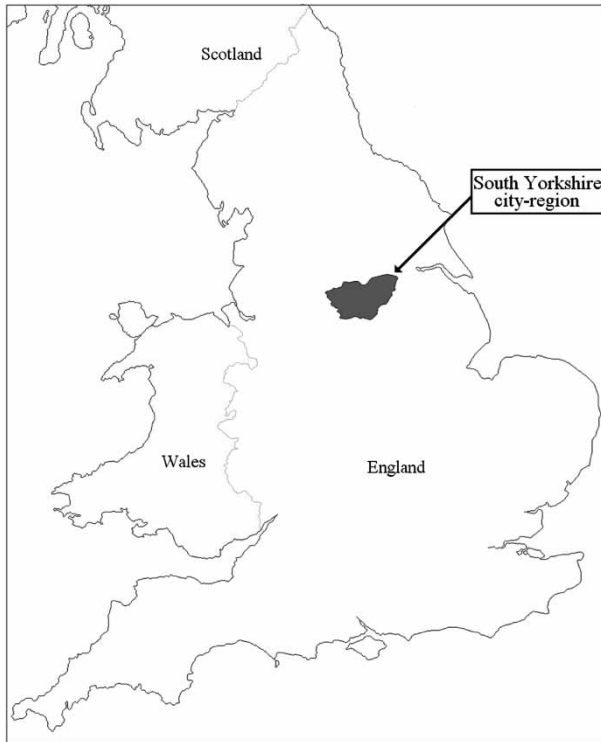 Scotland
South Yorkshire
city-region
Wales
England